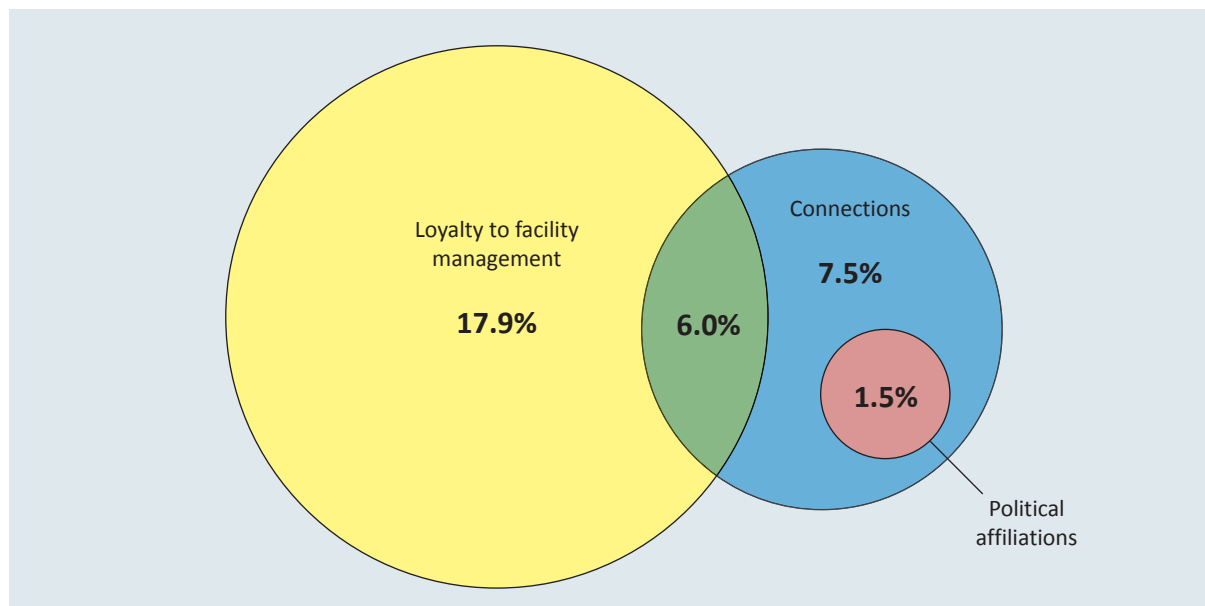 Loyalty to facility
management
17.9%
6.0%
Connections
7.5%
1.5%
Political
affiliations